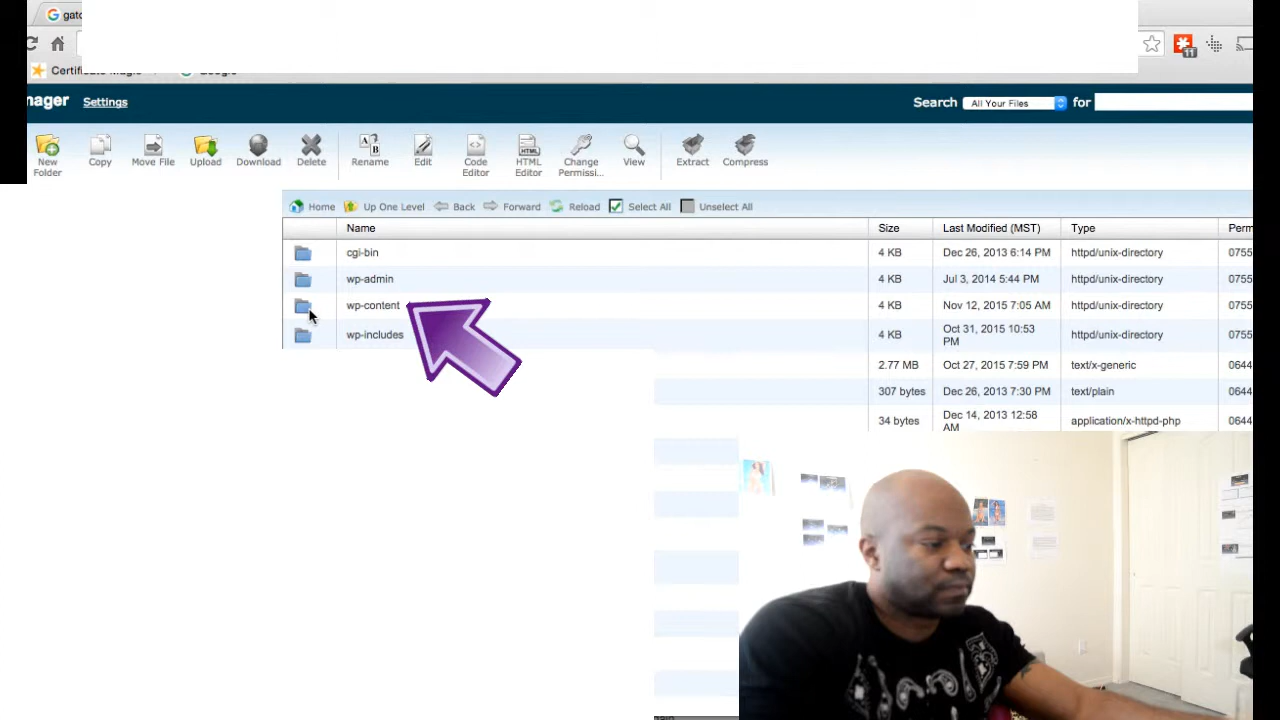 gato
Certificate Magic
Google
nager Settings
Search All Your Files for
New Folder
Copy
Move File
Upload
Download
Delete
Rename
Edit
Code Editor
HTML Editor
Change Permissi...
View
Extract
Compress
Home Up One Level Back Forward Reload Select All Unselect All
Name Size Last Modified (MST) Type Perm
cgi-bin 4 KB Dec 26, 2013 6:14 PM httpd/unix-directory 0755
wp-admin 4 KB Jul 3, 2014 5:44 PM httpd/unix-directory 0755
wp-content 4 KB Nov 12, 2015 7:05 AM httpd/unix-directory 0755
wp-includes 4 KB Oct 31, 2015 10:53 PM httpd/unix-directory 0755
2.77 MB Oct 27, 2015 7:59 PM text/x-generic 0644
307 bytes Dec 26, 2013 7:30 PM text/plain 0644
34 bytes Dec 14, 2013 12:58 AM application/x-httpd-php 0644